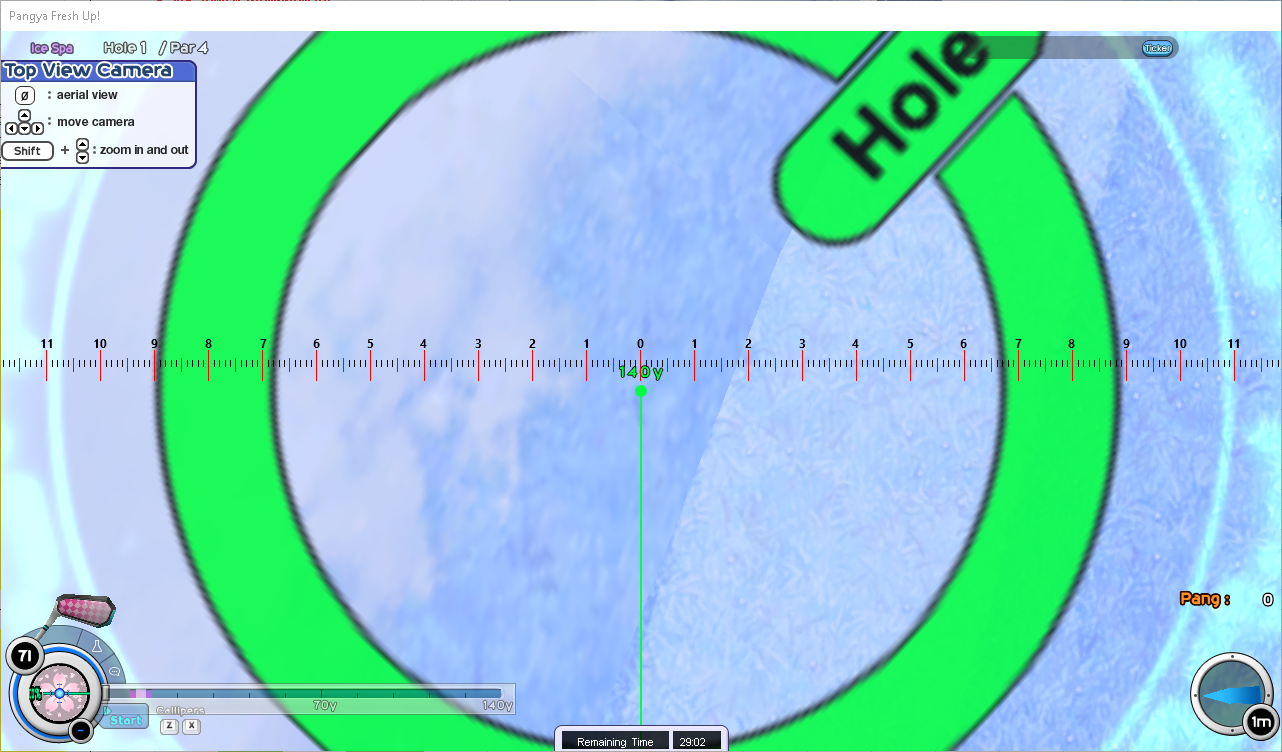 Pangya Fresh Up!
Ice Spa Hole 1 / Par 4
Ticker
Top View Camera
Ø : aerial view
: move camera
Shift + : zoom in and out
Hole
11 10 9 8 7 6 5 4 3 2 1 0 1 2 3 4 5 6 7 8 9 10 11
140y
Pang : 0
71
70y 140y
Start
Callipers
Z X
1m
Remaining Time 29:02